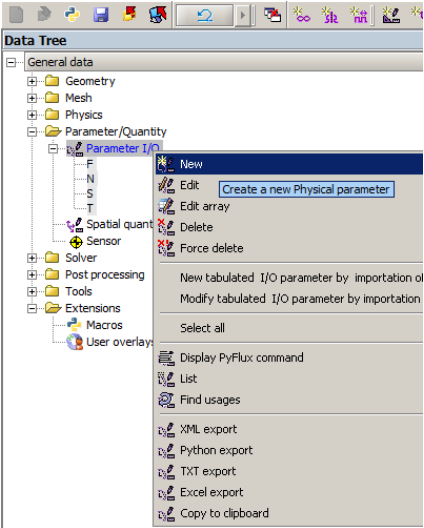 Data Tree
General data
Geometry
Mesh
Physics
Parameter/Quantity
Parameter I/O
F
N
S
T
Spatial quant
Sensor
Solver
Post processing
Tools
Extensions
Macros
User overlays
New
Edit
Create a new Physical parameter
Edit array
Delete
Force delete
New tabulated I/O parameter by importation of
Modify tabulated I/O parameter by importation
Select all
Display PyFlux command
List
Find usages
XML export
Python export
TXT export
Excel export
Copy to clipboard